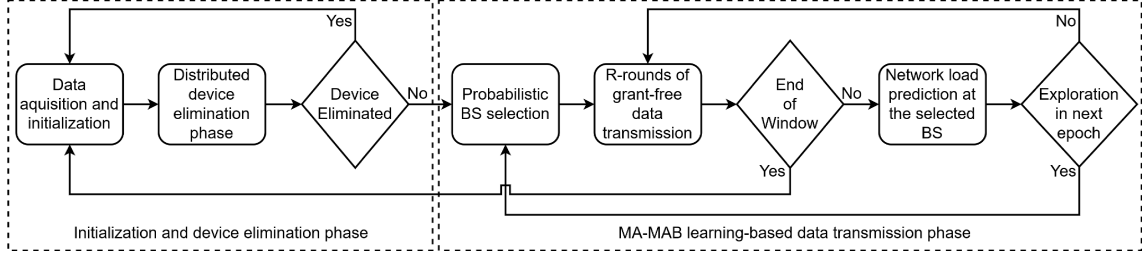 Yes
No
Data
aquisition and
initialization
Distributed
device
elimination
phase
Device
Eliminated
No
Probabilistic
BS selection
R-rounds of
grant-free
data
transmission
End
of
Window
No
Yes
Network load
prediction at
the selected
BS
Exploration
in next
epoch
Yes
Initialization and device elimination phase
MA-MAB learning-based data transmission phase